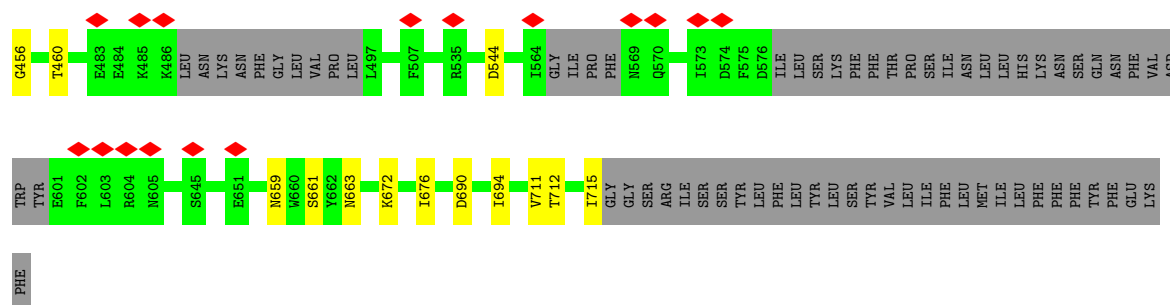 G456 T460 E483 E484 K485 K486 LEU ASN LYS ASN PHE GLY LEU VAL PRO LEU L497 F507 R535 D544 I564 GLY ILE PRO PHE N569 Q570 I573 D574 F575 D576 ILE LEU SER LYS PHE PHE THR PRO SER ILE ASN LEU LEU HIS LYS ASN SER GLN ASN PHE VAL ASP
TRP TYR E601 F602 L603 R604 N605 S645 E651 N659 W660 S661 Y662 N663 K672 I676 D690 I694 V711 T712 I715 GLY GLY SER ARG ILE SER SER TYR LEU PHE LEU TYR LEU SER TYR VAL LEU ILE PHE LEU MET ILE LEU PHE PHE PHE TYR PHE GLU LYS
PHE